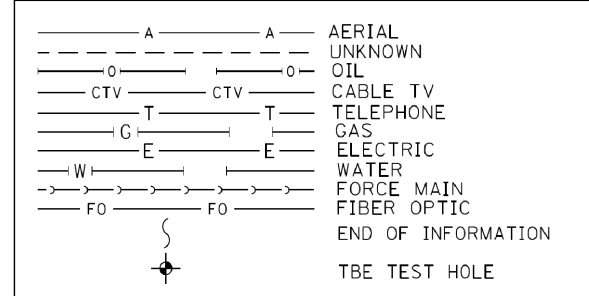 A A AERIAL
UNKNOWN
O O OIL
CTV CTV CABLE TV
T T TELEPHONE
G GAS
E E ELECTRIC
W WATER
FORCE MAIN
FO FO FIBER OPTIC
END OF INFORMATION
TBE TEST HOLE